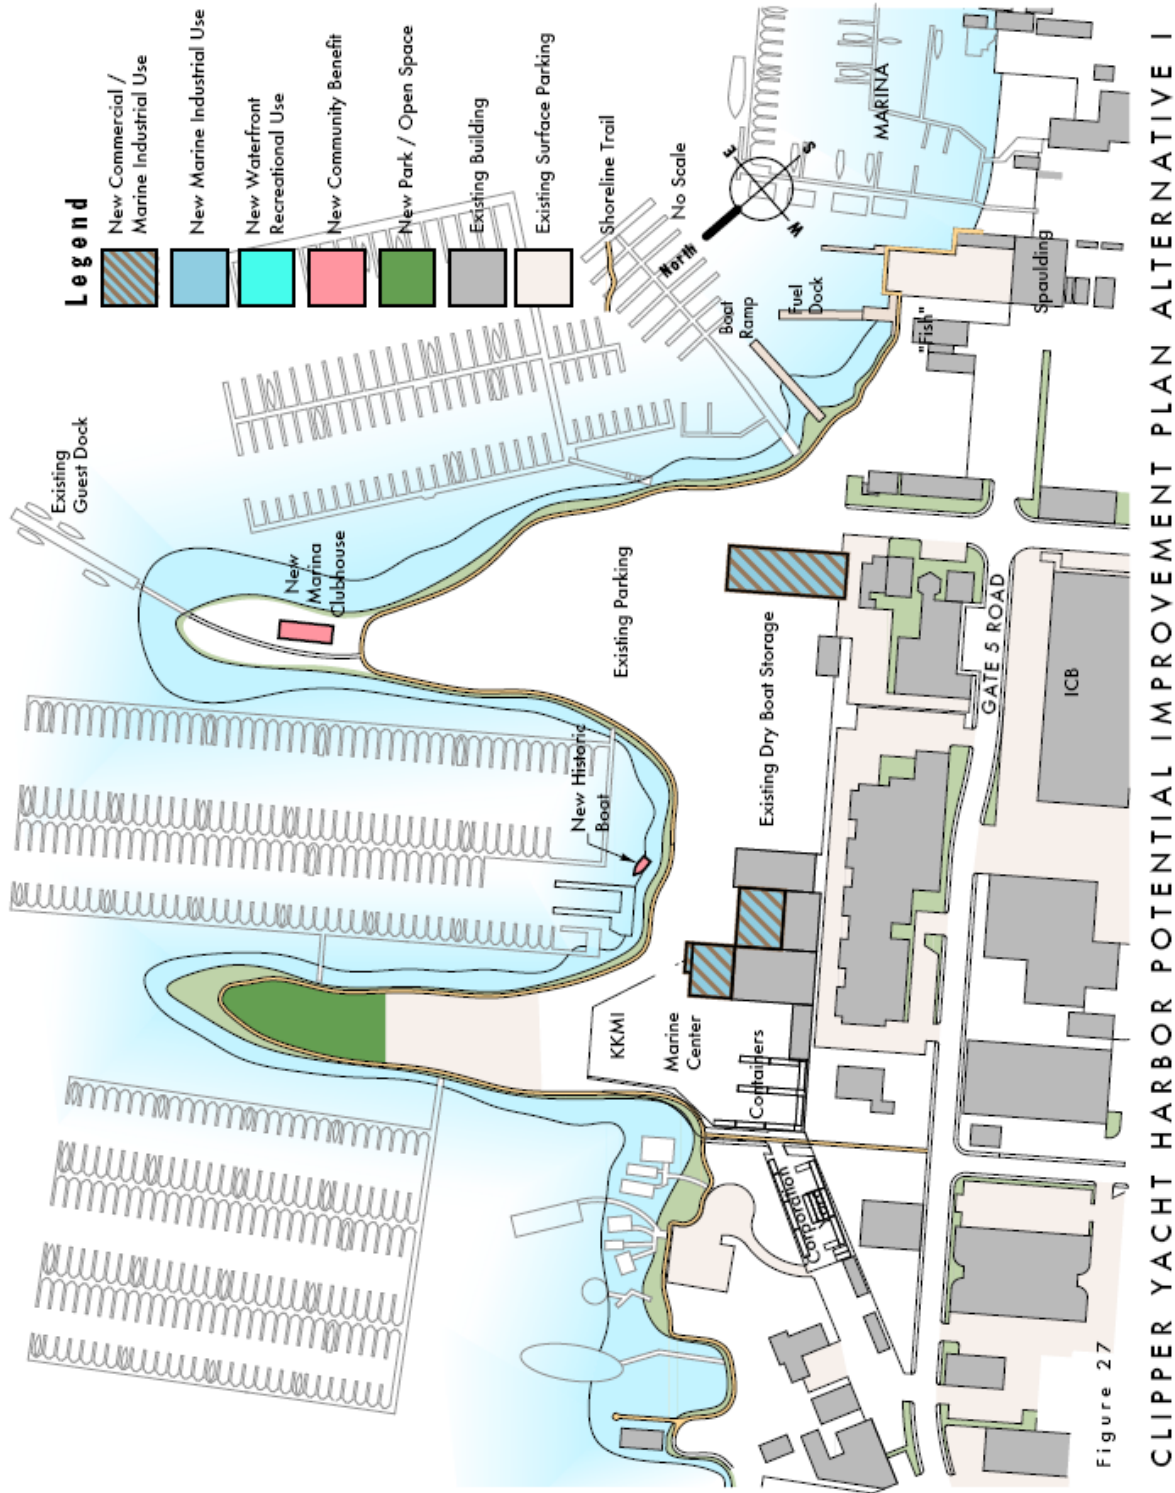 Legend
New Commercial /
Marine Industrial Use
New Marine Industrial Use
New Waterfront
Recreational Use
New Community Benefit
New Park / Open Space
Existing Building
Existing Surface Parking
Shoreline Trail
No Scale
North
E
S
W
MARINA
Existing
Guest Dock
New
Marina
Clubhouse
Boat
Ramp
Fuel
Dock
"Fish"
Spaulding
Existing Parking
New Historic
Boat
Existing Dry Boat Storage
GATE 5 ROAD
ICB
KKMI
Marine
Center
Containers
Corporation
Figure 27
CLIPPER YACHT HARBOR POTENTIAL IMPROVEMENT PLAN ALTERNATIVE I